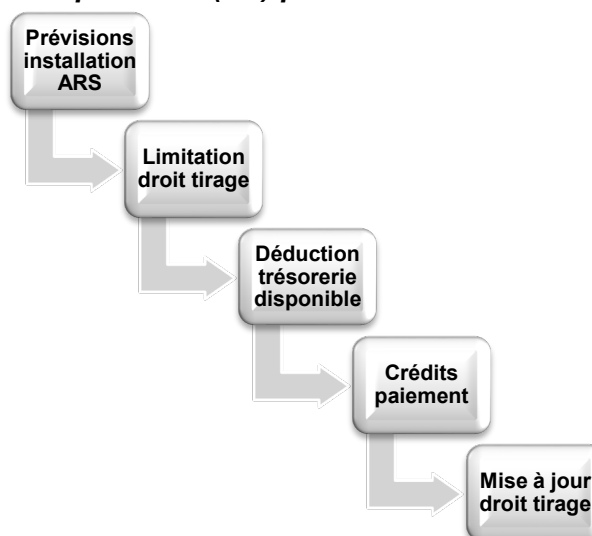 Prévisions
installation
ARS
Limitation
droit tirage
Déduction
trésorerie
disponible
Crédits
paiement
Mise à jour
droit tirage